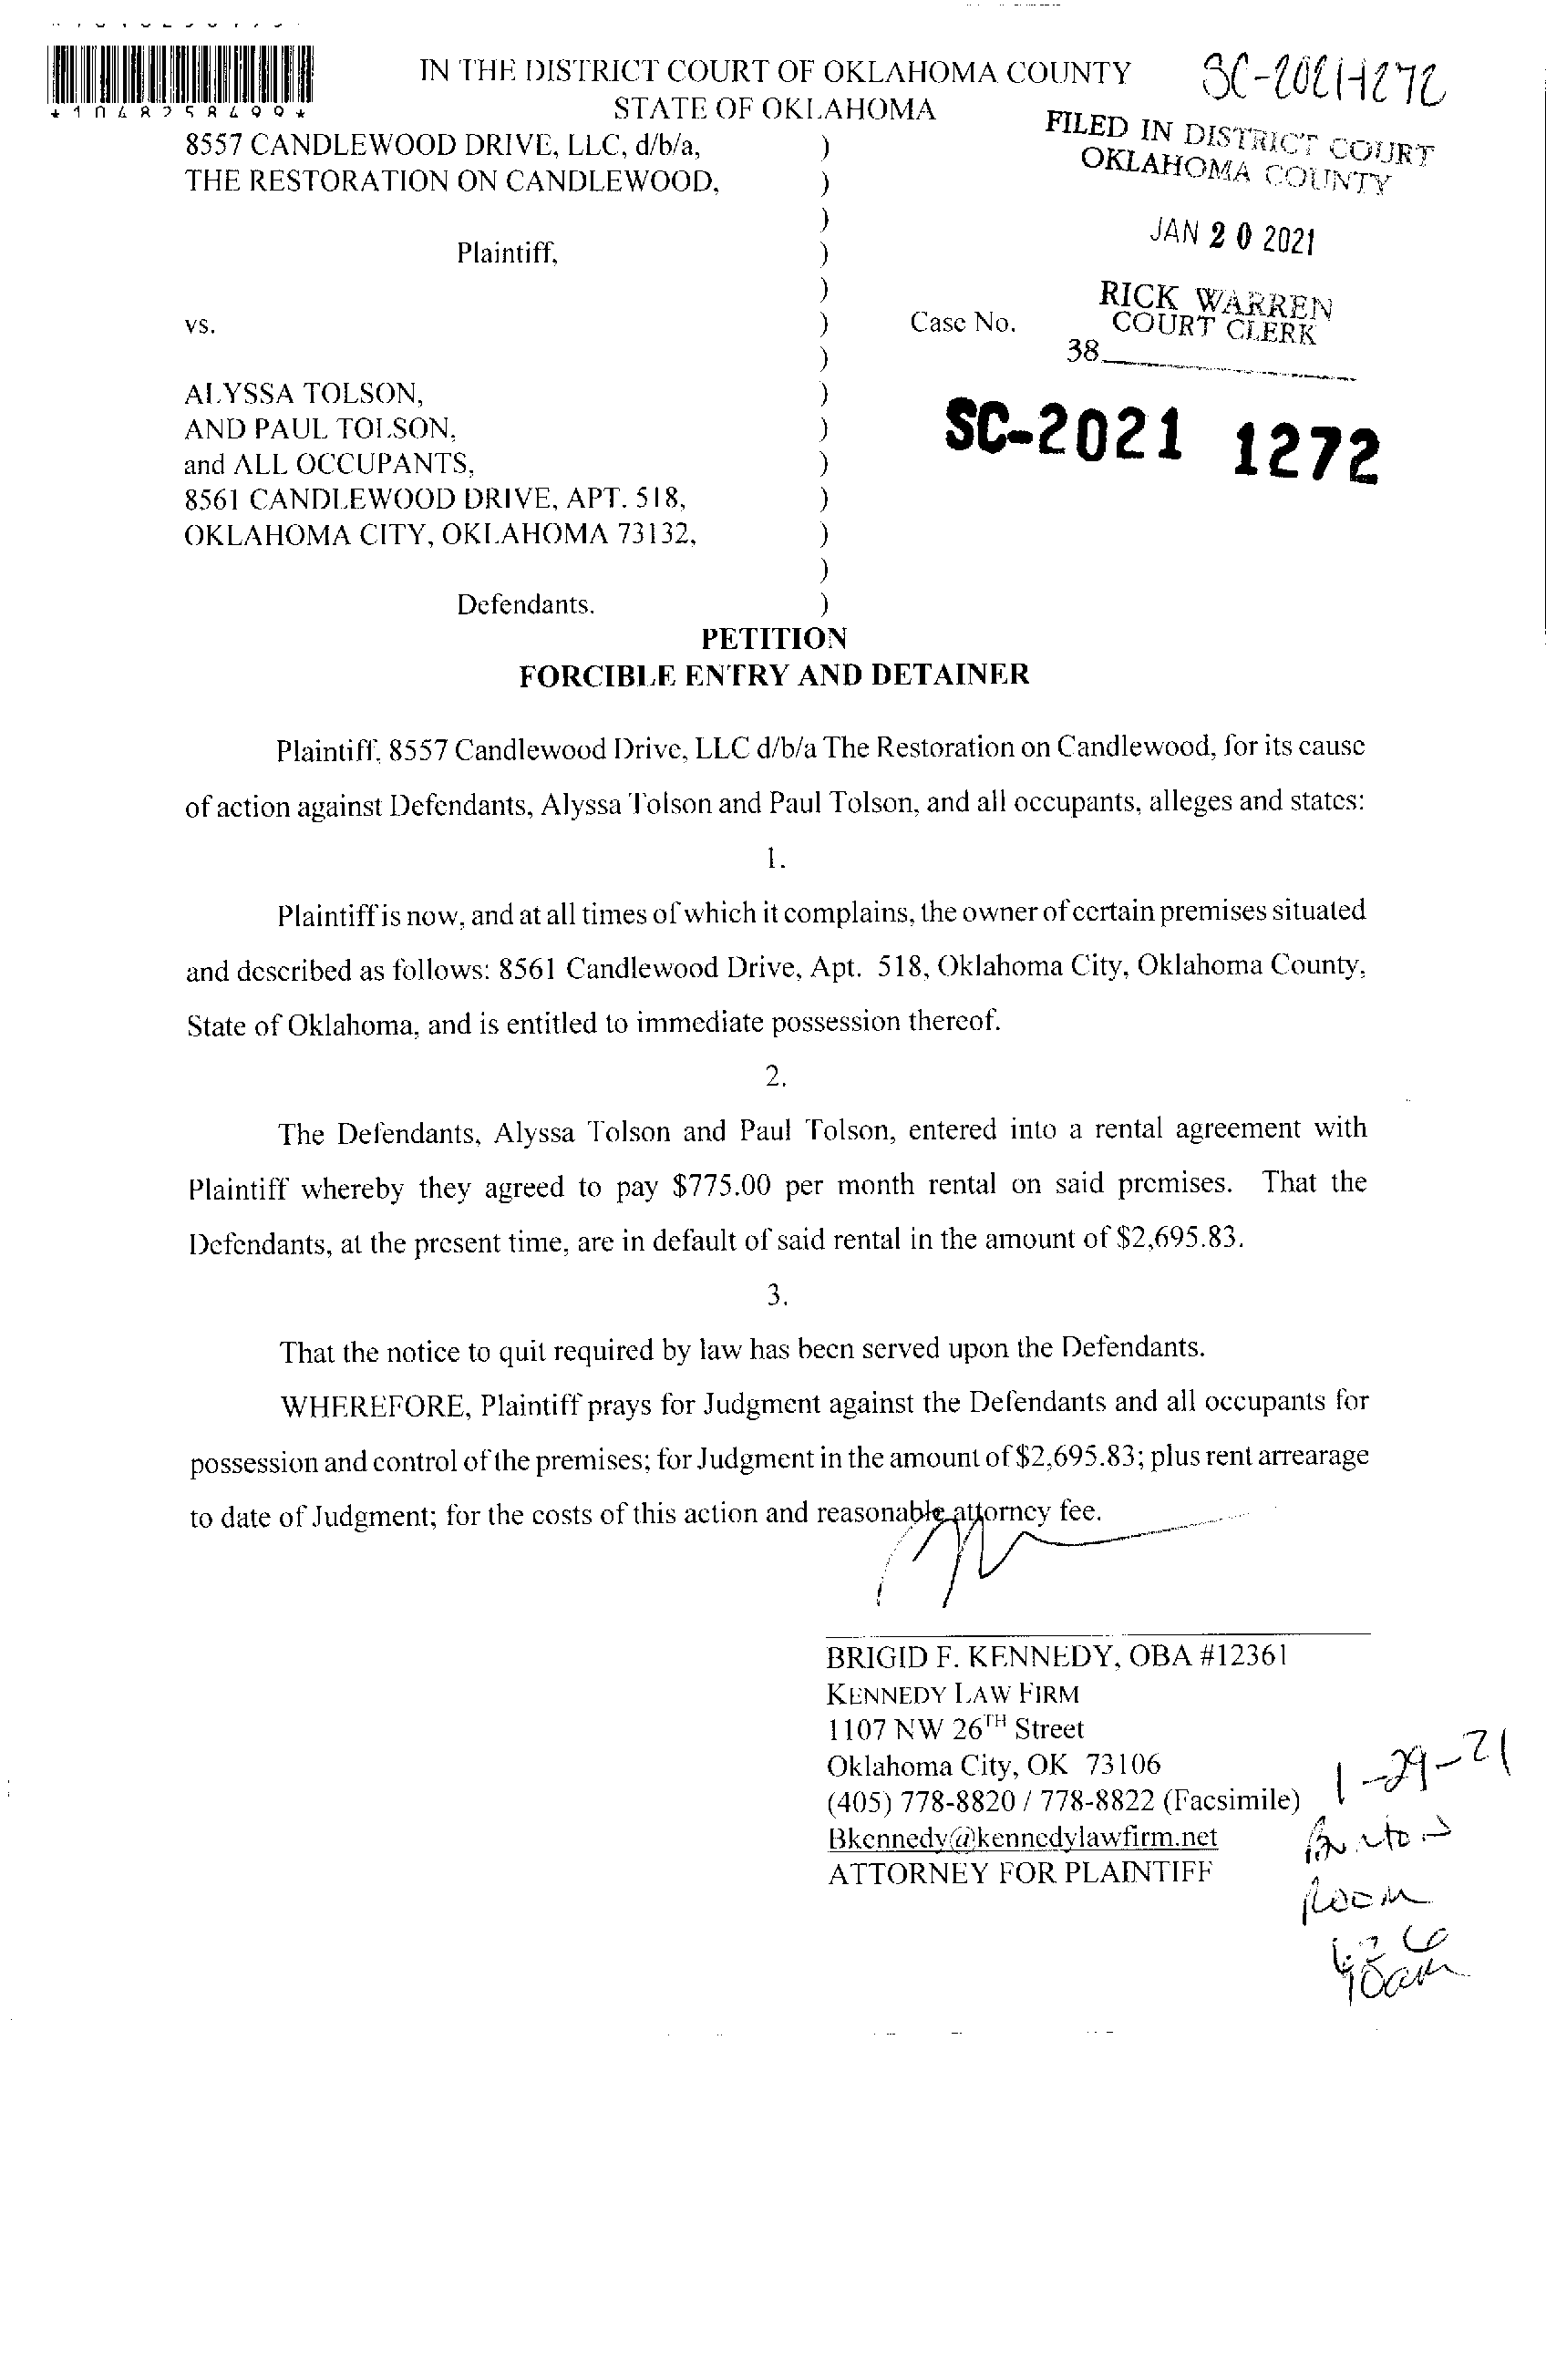 IN THE DISTRICT COURT OF OKLAHOMA COUNTY
STATE OF OKLAHOMA
FILED IN DISTRICT COURT
OKLAHOMA COUNTY
JAN 20 2021
RICK WARREN
COURT CLERK
38
8557 CANDLEWOOD DRIVE, LLC, d/b/a, )
THE RESTORATION ON CANDLEWOOD, )
)
Plaintiff, )
)
vs. ) Case No.
)
ALYSSA TOLSON, )
AND PAUL TOLSON, )
and ALL OCCUPANTS, )
8561 CANDLEWOOD DRIVE, APT. 518, )
OKLAHOMA CITY, OKLAHOMA 73132, )
)
Defendants. )
SC-2021 1272
PETITION
FORCIBLE ENTRY AND DETAINER
Plaintiff, 8557 Candlewood Drive, LLC d/b/a The Restoration on Candlewood, for its cause
of action against Defendants, Alyssa Tolson and Paul Tolson, and all occupants, alleges and states:
1.
Plaintiff is now, and at all times of which it complains, the owner of certain premises situated
and described as follows: 8561 Candlewood Drive, Apt. 518, Oklahoma City, Oklahoma County,
State of Oklahoma, and is entitled to immediate possession thereof.
2.
The Defendants, Alyssa Tolson and Paul Tolson, entered into a rental agreement with
Plaintiff whereby they agreed to pay $775.00 per month rental on said premises. That the
Defendants, at the present time, are in default of said rental in the amount of $2,695.83.
3.
That the notice to quit required by law has been served upon the Defendants.
WHEREFORE, Plaintiff prays for Judgment against the Defendants and all occupants for
possession and control of the premises; for Judgment in the amount of $2,695.83; plus rent arrearage
to date of Judgment; for the costs of this action and reasonable attorney fee.
BRIGID F. KENNEDY, OBA #12361
KENNEDY LAW FIRM
1107 NW 26TH Street
Oklahoma City, OK 73106
(405) 778-8820 / 778-8822 (Facsimile)
Bkennedy@kennedylawfirm.net
ATTORNEY FOR PLAINTIFF
1-29-21
Room